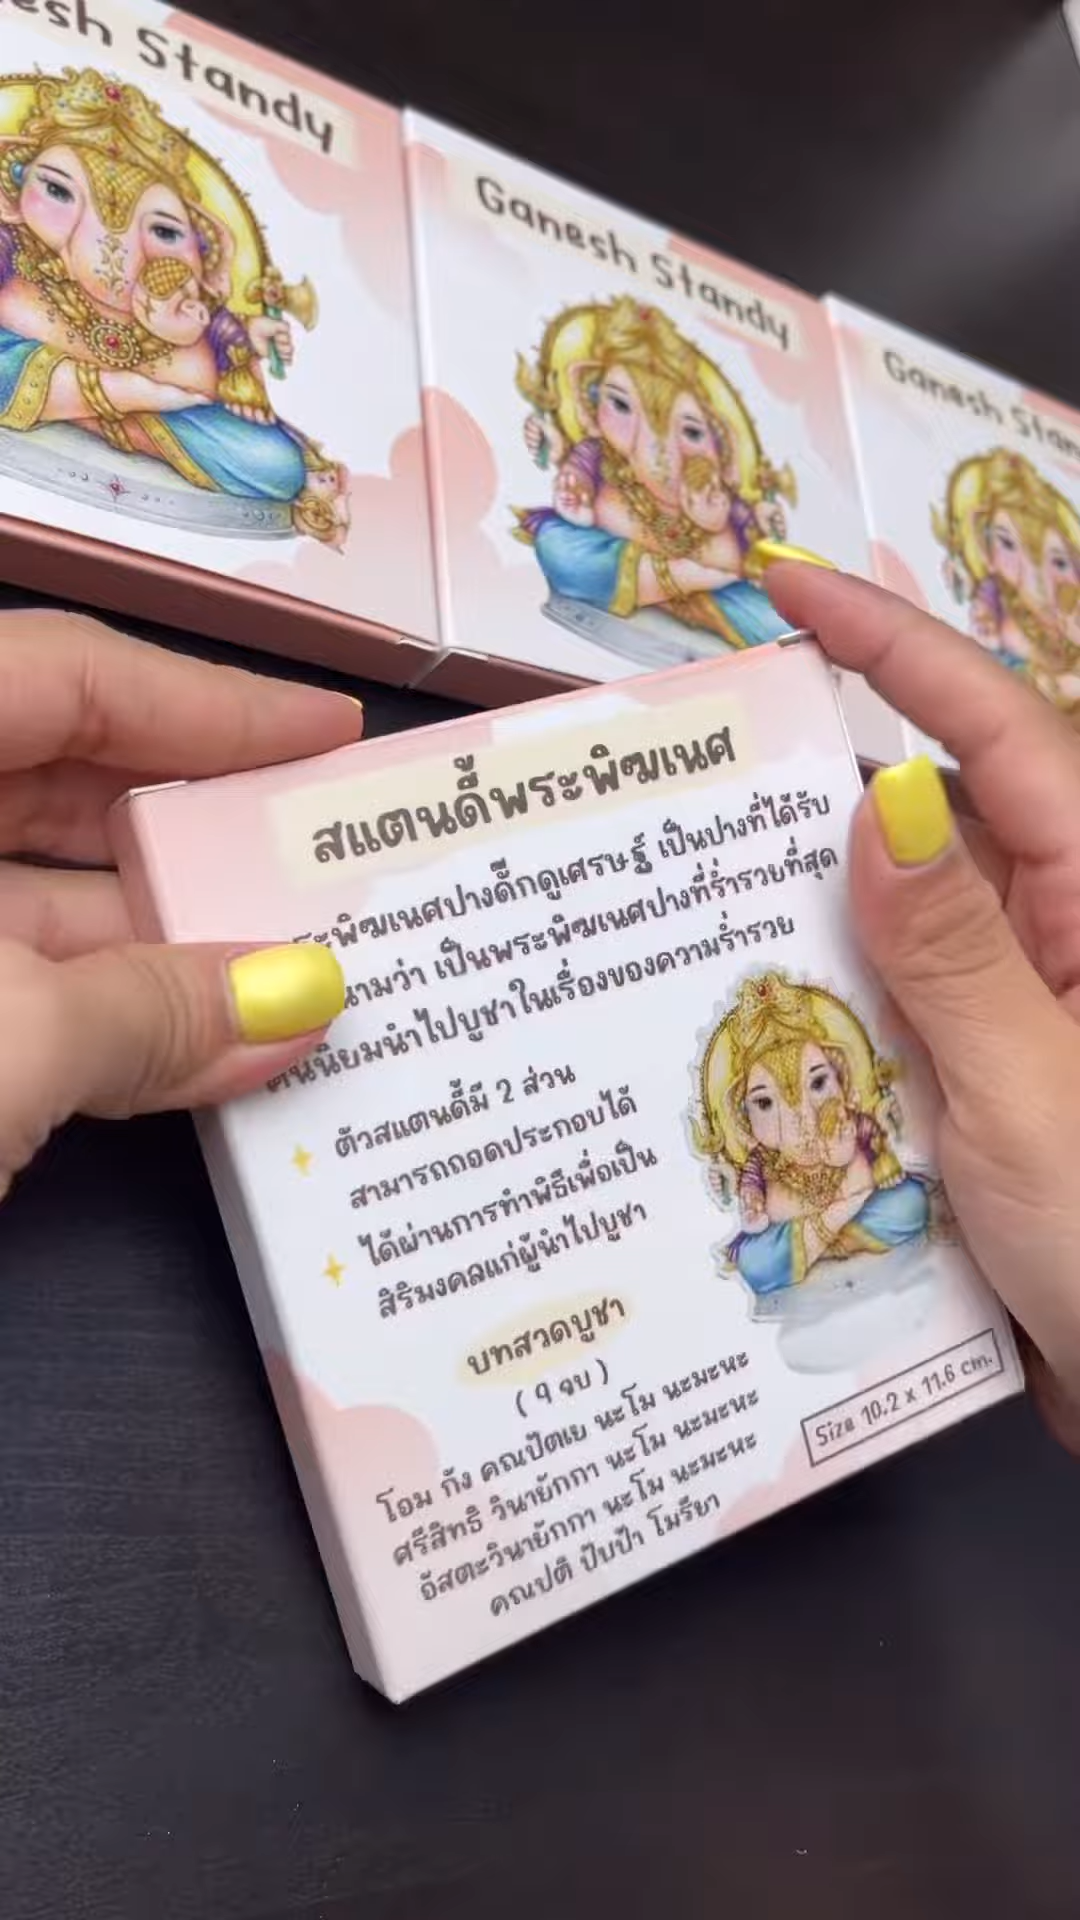 esh Standy
Ganesh Standy
Ganesh Stan
สแตนดี้พระพิฆเนศ
ระพิฆเนศปางดั๊กดูเศรษฐ์ เป็นปางที่ได้รับ
นามว่า เป็นพระพิฆเนศปางที่ร่ำรวยที่สุด
คนนิยมนำไปบูชาในเรื่องของความร่ำรวย
ตัวสแตนดี้มี 2 ส่วน
สามารถถอดประกอบได้
ได้ผ่านการทำพิธีเพื่อเป็น
สิริมงคลแก่ผู้นำไปบูชา
บทสวดบูชา
( 9 จบ )
โอม กัง คณปัตเย นะโม นะมะหะ
ศรีสิทธิ วินายักกา นะโม นะมะหะ
อัสตะวินายักกา นะโม นะมะหะ
คณปติ ปัปป้า โมรียา
Size 10.2 x 11.6 cm.